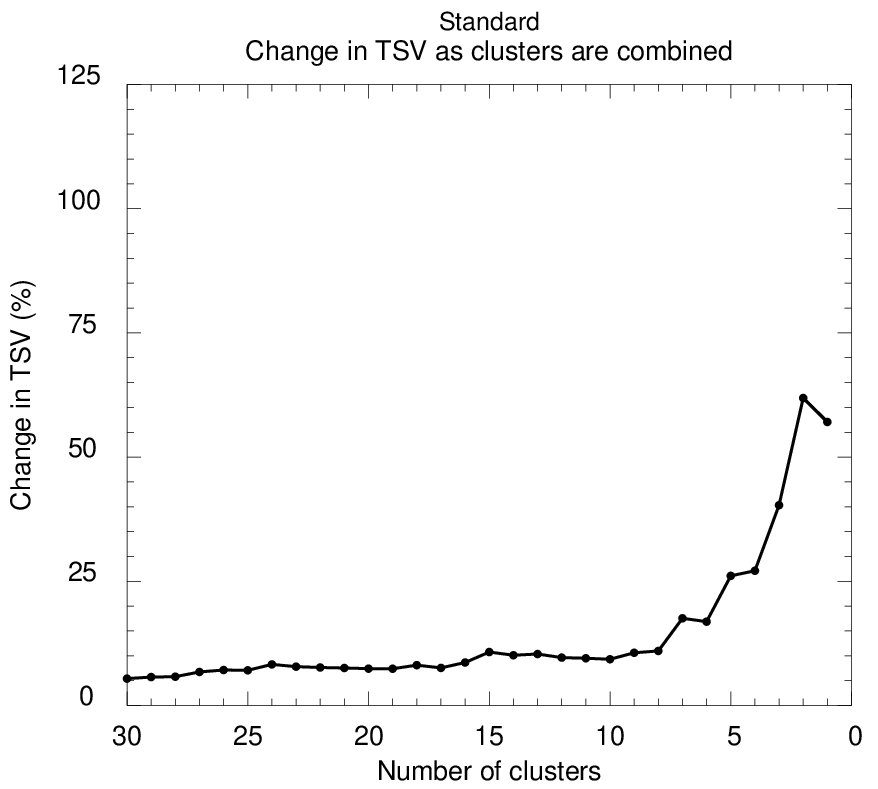 Standard
Change in TSV as clusters are combined
125
100
75
50
25
0
Change in TSV (%)
30 25 20 15 10 5 0
Number of clusters